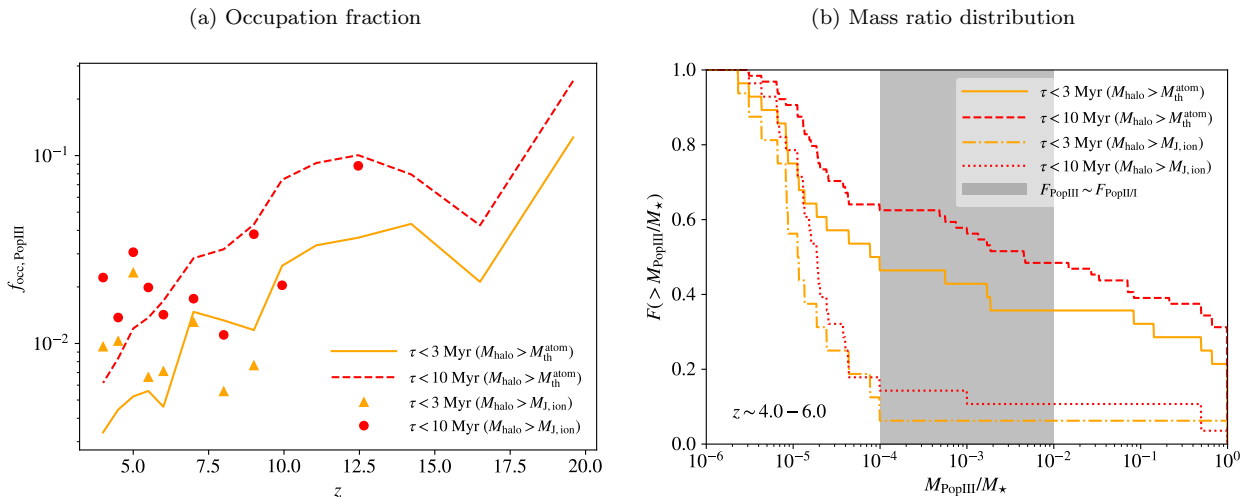 (a) Occupation fraction
f_occ, PopIII
10⁻¹
10⁻²
τ < 3 Myr (M_halo > M_th^atom)
τ < 10 Myr (M_halo > M_th^atom)
τ < 3 Myr (M_halo > M_J, ion)
τ < 10 Myr (M_halo > M_J, ion)
5.0 7.5 10.0 12.5 15.0 17.5 20.0
z
(b) Mass ratio distribution
F(> M_PopIII/M_⋆)
1.0
0.8
0.6
0.4
0.2
0.0
τ < 3 Myr (M_halo > M_th^atom)
τ < 10 Myr (M_halo > M_th^atom)
τ < 3 Myr (M_halo > M_J, ion)
τ < 10 Myr (M_halo > M_J, ion)
F_PopIII ~ F_PopII/I
z ~ 4.0 − 6.0
10⁻⁶ 10⁻⁵ 10⁻⁴ 10⁻³ 10⁻² 10⁻¹ 10⁰
M_PopIII/M_⋆